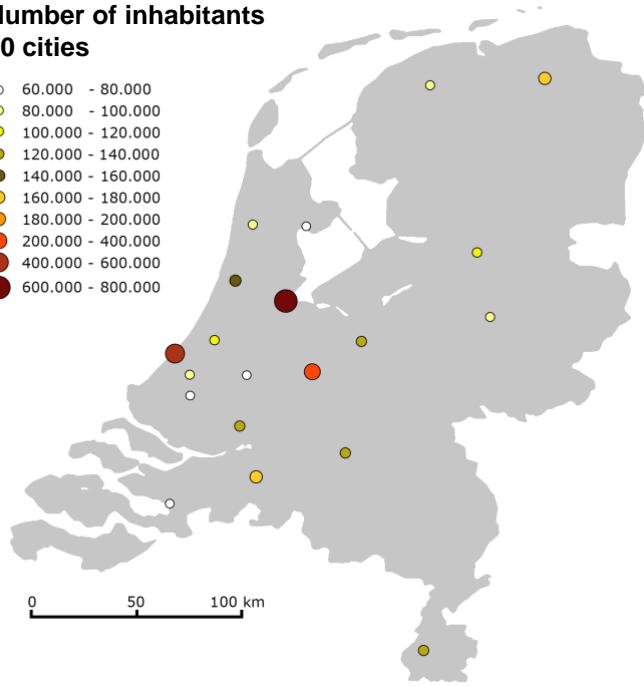 umber of inhabitants
0 cities
60.000 - 80.000
80.000 - 100.000
100.000 - 120.000
120.000 - 140.000
140.000 - 160.000
160.000 - 180.000
180.000 - 200.000
200.000 - 400.000
400.000 - 600.000
600.000 - 800.000
0 50 100 km